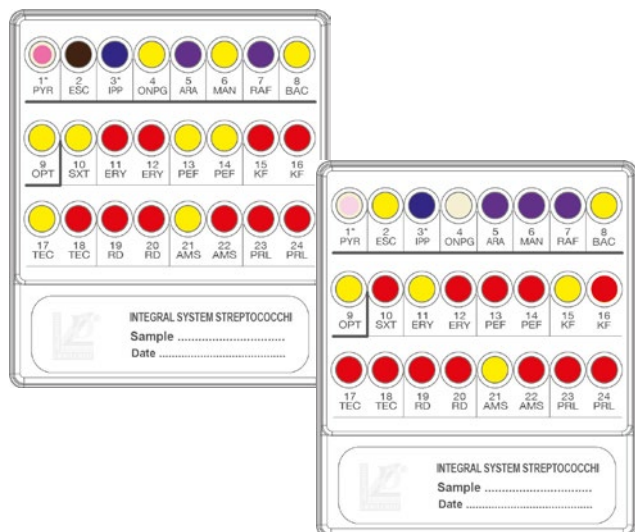 1* 2 3* 4 5 6 7 8
PYR ESC IPP ONPG ARA MAN RAF BAC
9 10 11 12 13 14 15 16
OPT SXT ERY ERY PEF PEF KF KF
17 18 19 20 21 22 23 24
TEC TEC RD RD AMS AMS PRL PRL
INTEGRAL SYSTEM STREPTOCOCCHI
Sample ..............................
Date ..................................
1* 2 3* 4 5 6 7 8
PYR ESC IPP ONPG ARA MAN RAF BAC
9 10 11 12 13 14 15 16
OPT SXT ERY ERY PEF PEF KF KF
17 18 19 20 21 22 23 24
TEC TEC RD RD AMS AMS PRL PRL
INTEGRAL SYSTEM STREPTOCOCCHI
Sample ..............................
Date ..................................